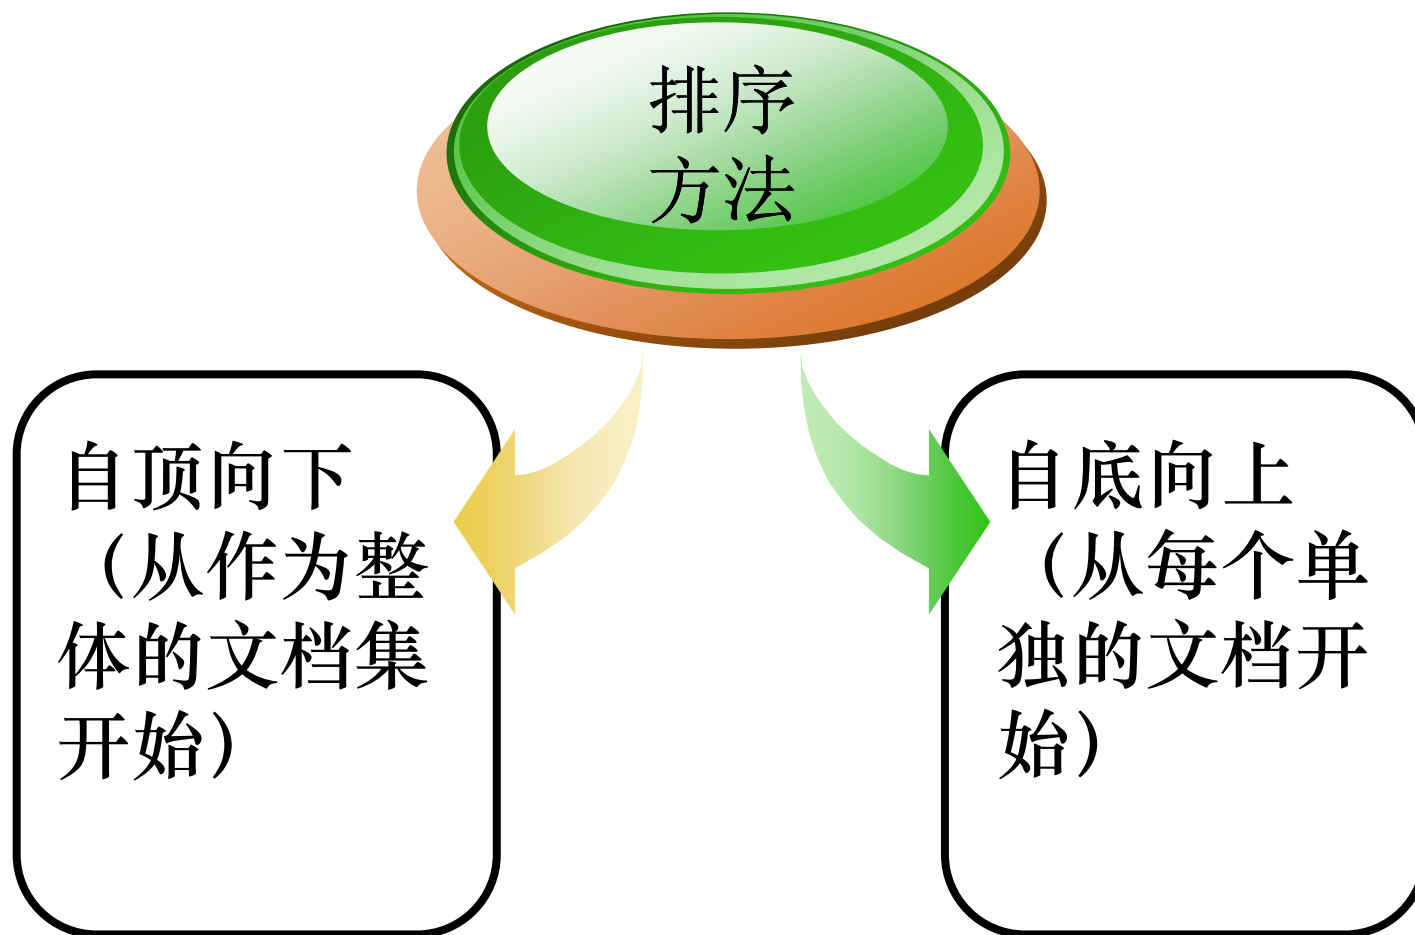 排序
方法
自顶向下
（从作为整
体的文档集
开始）
自底向上
（从每个单
独的文档开
始）